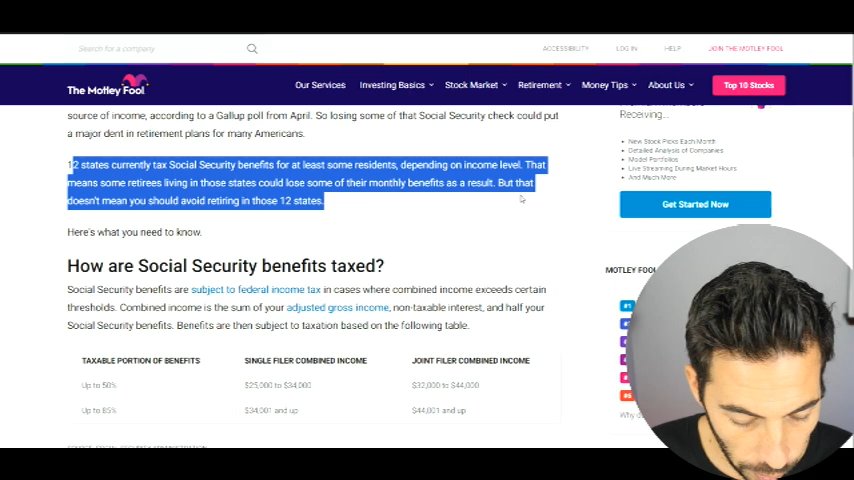 Search for a company
ACCESSIBILITY LOG IN HELP JOIN THE MOTLEY FOOL
The Motley Fool
Our Services Investing Basics Stock Market Retirement Money Tips About Us Top 10 Stocks
source of income, according to a Gallup poll from April. So losing some of that Social Security check could put
a major dent in retirement plans for many Americans.
12 states currently tax Social Security benefits for at least some residents, depending on income level. That
means some retirees living in those states could lose some of their monthly benefits as a result. But that
doesn't mean you should avoid retiring in those 12 states.
Here's what you need to know.
How are Social Security benefits taxed?
Social Security benefits are subject to federal income tax in cases where combined income exceeds certain
thresholds. Combined income is the sum of your adjusted gross income, non-taxable interest, and half your
Social Security benefits. Benefits are then subject to taxation based on the following table.
TAXABLE PORTION OF BENEFITS SINGLE FILER COMBINED INCOME JOINT FILER COMBINED INCOME
Up to 50% $25,000 to $34,000 $32,000 to $44,000
Up to 85% $34,001 and up $44,001 and up
Receiving...
New Stock Picks Each Month
Detailed Analysis of Companies
Model Portfolios
Live Streaming During Market Hours
And Much More
Get Started Now
MOTLEY
#1